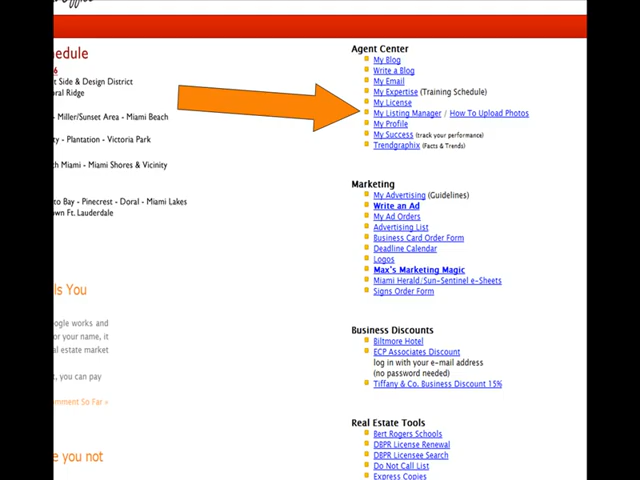 Office
edule
6
t Side & Design District
oral Ridge
- Miller/Sunset Area - Miami Beach
y - Plantation - Victoria Park
ch Miami - Miami Shores & Vicinity
to Bay - Pinecrest - Doral - Miami Lakes
wn Ft. Lauderdale
ls You
ogle works and
or your name, it
al estate market
t, you can pay
omment So Far »
e you not
Agent Center
My Blog
Write a Blog
My Email
My Expertise (Training Schedule)
My License
My Listing Manager / How To Upload Photos
My Profile
My Success (track your performance)
Trendgraphix (Facts & Trends)
Marketing
My Advertising (Guidelines)
Write an Ad
My Ad Orders
Advertising List
Business Card Order Form
Deadline Calendar
Logos
Max's Marketing Magic
Miami Herald/Sun-Sentinel e-Sheets
Signs Order Form
Business Discounts
Biltmore Hotel
ECP Associates Discount
log in with your e-mail address
(no password needed)
Tiffany & Co. Business Discount 15%
Real Estate Tools
Bert Rogers Schools
DBPR License Renewal
DBPR Licensee Search
Do Not Call List
Express Copies